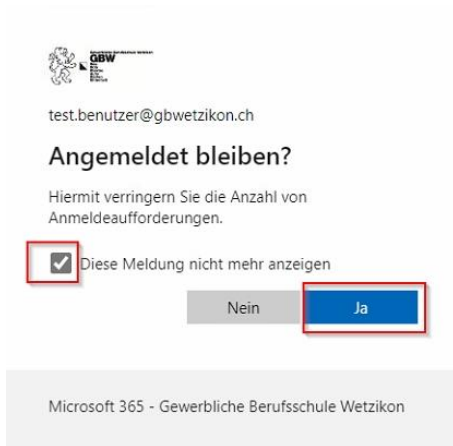 GBW
test.benutzer@gbwetzikon.ch
Angemeldet bleiben?
Hiermit verringern Sie die Anzahl von
Anmeldeaufforderungen.
Diese Meldung nicht mehr anzeigen
Nein
Ja
Microsoft 365 - Gewerbliche Berufsschule Wetzikon